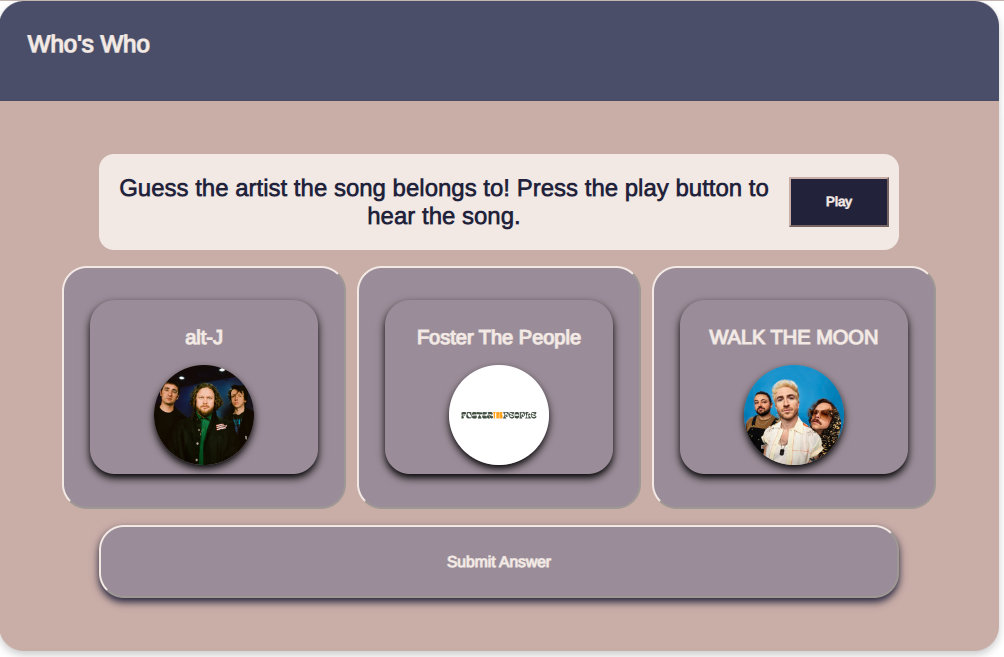 Who's Who
Guess the artist the song belongs to! Press the play button to
hear the song.
Play
alt-J
Foster The People
WALK THE MOON
FOSTER THE PEOPLE
Submit Answer